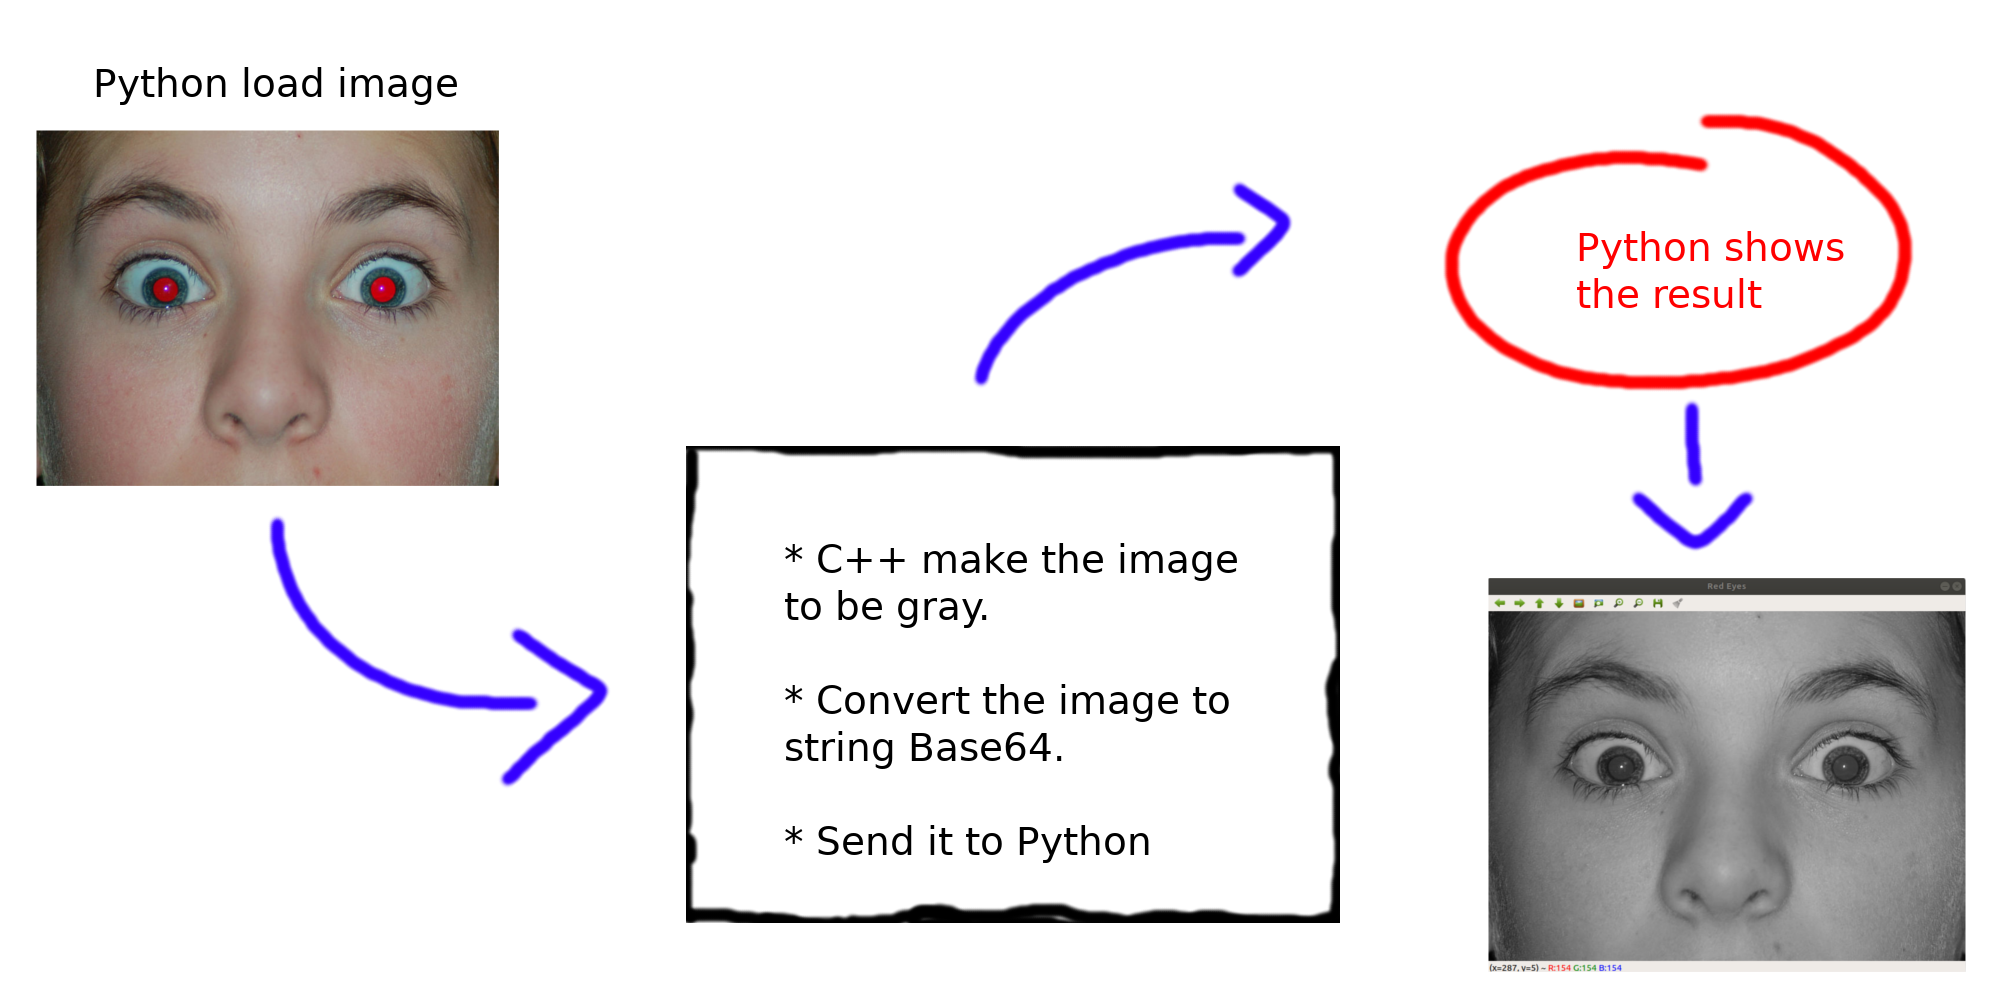 Python load image
* C++ make the image
to be gray.
* Convert the image to
string Base64.
* Send it to Python
Python shows
the result
Red Eyes
(x=287, y=5) ~ R:154 G:154 B:154